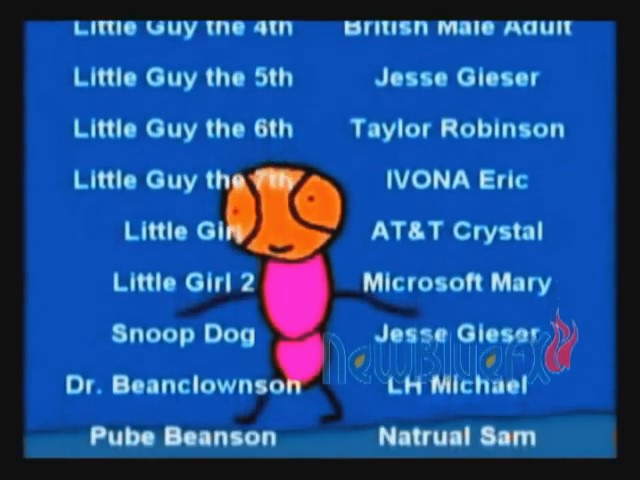 Little Guy the 4th British Male Adult
Little Guy the 5th Jesse Gieser
Little Guy the 6th Taylor Robinson
Little Guy the 7th IVONA Eric
Little Girl AT&T Crystal
Little Girl 2 Microsoft Mary
Snoop Dog Jesse Gieser
NewBlueFX
Dr. Beanclownson LH Michael
Pube Beanson Natrual Sam